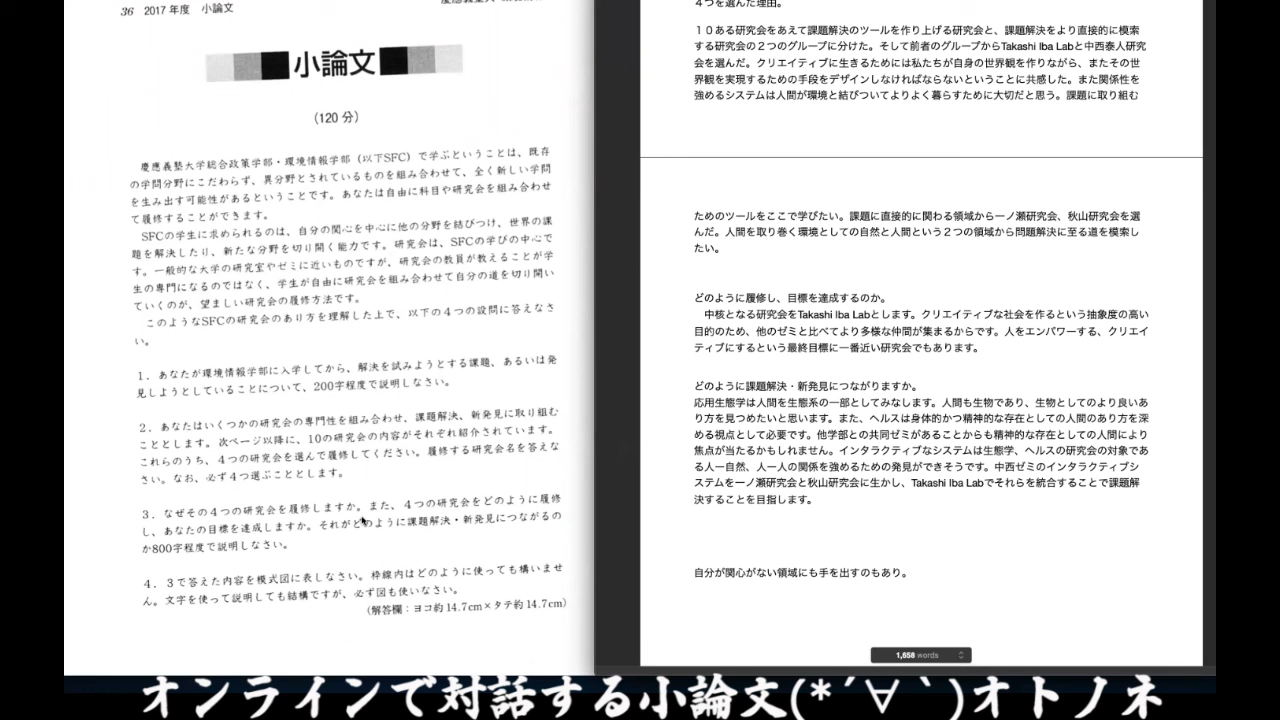 36 2017年度 小論文
小論文
(120分)
慶應義塾大学総合政策学部・環境情報学部(以下SFC)で学ぶということは、既存
の学問分野にこだわらず、異分野とされているものを組み合わせて、全く新しい学問
を生み出す可能性があるということです。あなたは自由に科目や研究会を組み合わせ
て履修することができます。
SFCの学生に求められるのは、自分の関心を中心に他の分野を結びつけ、世界の課
題を解決したり、新たな分野を切り開く能力です。研究会は、SFCの学びの中心で
す。一般的な大学の研究室やゼミに近いものですが、研究会の教員が教えることが学
生の専門になるのではなく、学生が自由に研究会を組み合わせて自分の道を切り開い
ていくのが、望ましい研究会の履修方法です。
このようなSFCの研究会のあり方を理解した上で、以下の4つの設問に答えなさ
い。
1.あなたが環境情報学部に入学してから、解決を試みようとする課題、あるいは発
見しようとしていることについて、200字程度で説明しなさい。
2.あなたはいくつかの研究会の専門性を組み合わせ、課題解決、新発見に取り組む
こととします。次ページ以降に、10の研究会の内容がそれぞれ紹介されています。
これらのうち、4つの研究会を選んで履修してください。履修する研究会名を答えな
さい。なお、必ず4つ選ぶこととします。
3.なぜその4つの研究会を履修しますか。また、4つの研究会をどのように履修
し、あなたの目標を達成しますか。それがどのように課題解決・新発見につながるの
か800字程度で説明しなさい。
4.3で答えた内容を模式図に表しなさい。枠線内はどのように使っても構いませ
ん。文字を使って説明しても結構ですが、必ず図も使いなさい。
(解答欄:ヨコ約14.7cm×タテ約14.7cm)
4つを選んだ理由。
10ある研究会をあえて課題解決のツールを作り上げる研究会と、課題解決をより直接的に模索
する研究会の2つのグループに分けた。そして前者のグループからTakashi Iba Labと中西泰人研究
会を選んだ。クリエイティブに生きるためには私たちが自身の世界観を作りながら、またその世
界観を実現するための手段をデザインしなければならないということに共感した。また関係性を
強めるシステムは人間が環境と結びついてよりよく暮らすために大切だと思う。課題に取り組む
ためのツールをここで学びたい。課題に直接的に関わる領域から一ノ瀬研究会、秋山研究会を選
んだ。人間を取り巻く環境としての自然と人間という2つの領域から問題解決に至る道を模索し
たい。
どのように履修し、目標を達成するのか。
中核となる研究会をTakashi Iba Labとします。クリエイティブな社会を作るという抽象度の高い
目的のため、他のゼミと比べてより多様な仲間が集まるからです。人をエンパワーする、クリエイ
ティブにするという最終目標に一番近い研究会でもあります。
どのように課題解決・新発見につながりますか。
応用生態学は人間を生態系の一部としてみなします。人間も生物であり、生物としてのより良いあ
り方を見つめたいと思います。また、ヘルスは身体的かつ精神的な存在としての人間のあり方を深
める視点として必要です。他学部との共同ゼミがあることからも精神的な存在としての人間により
焦点が当たるかもしれません。インタラクティブなシステムは生態学、ヘルスの研究会の対象であ
る人ー自然、人ー人の関係を強めるための発見ができそうです。中西ゼミのインタラクティブシ
ステムを一ノ瀬研究会と秋山研究会に生かし、Takashi Iba Labでそれらを統合することで課題解
決することを目指します。
自分が関心がない領域にも手を出すのもあり。
1,658 words
オンラインで対話する小論文(*´∀`)オトノネ